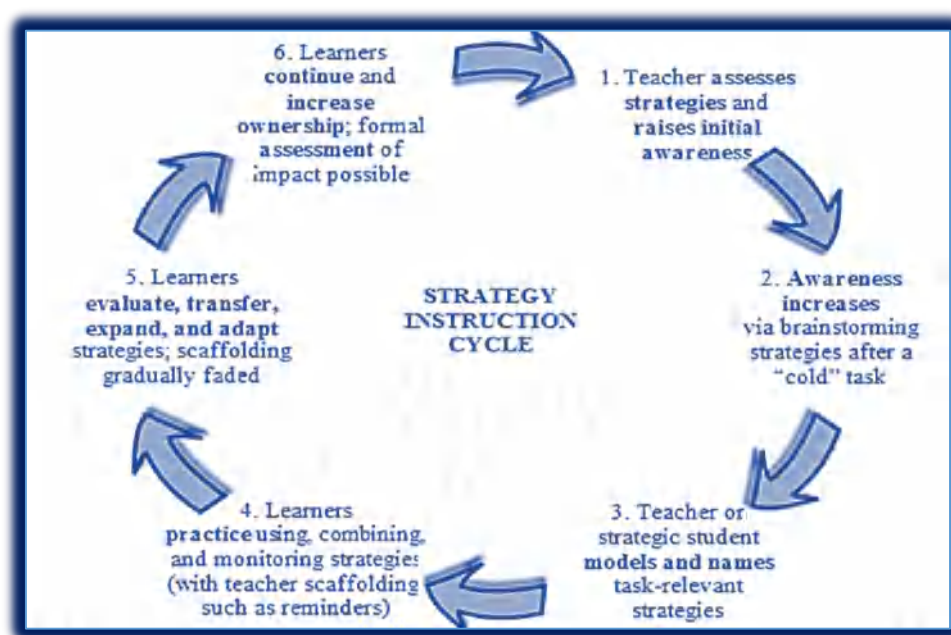 6. Learners
continue and
increase
ownership; formal
assessment of
impact possible
1. Teacher assesses
strategies and
raises initial
awareness
2. Awareness
increases
via brainstorming
strategies after a
“cold” task
3. Teacher or
strategic student
models and names
task-relevant
strategies
4. Learners
practice using, combining,
and monitoring strategies
(with teacher scaffolding
such as reminders)
5. Learners
evaluate, transfer,
expand, and adapt
strategies; scaffolding
gradually faded
STRATEGY
INSTRUCTION
CYCLE